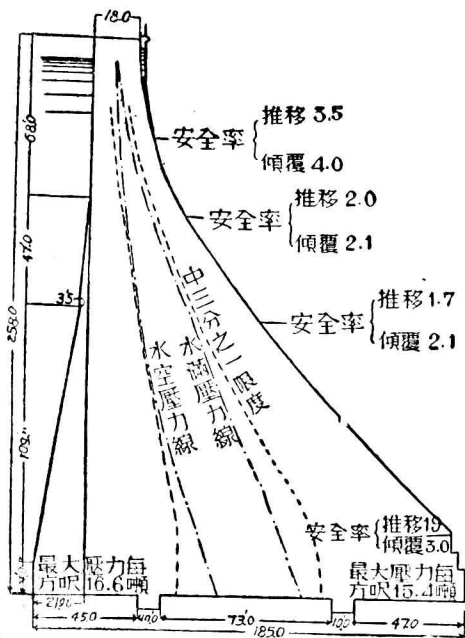 18.0
安全率 推移 3.5
傾覆 4.0
安全率 推移 2.0
傾覆 2.1
安全率 推移 1.7
傾覆 2.1
68.0
47.0
35
258.0
中三分之一限度
水滿壓力線
水空壓力線
安全率 推移 19
傾覆 3.0
最大壓力每
方呎 16.6 噸
最大壓力每
方呎 15.4 噸
45.0
10.0
73.0
10.0
47.0
185.0